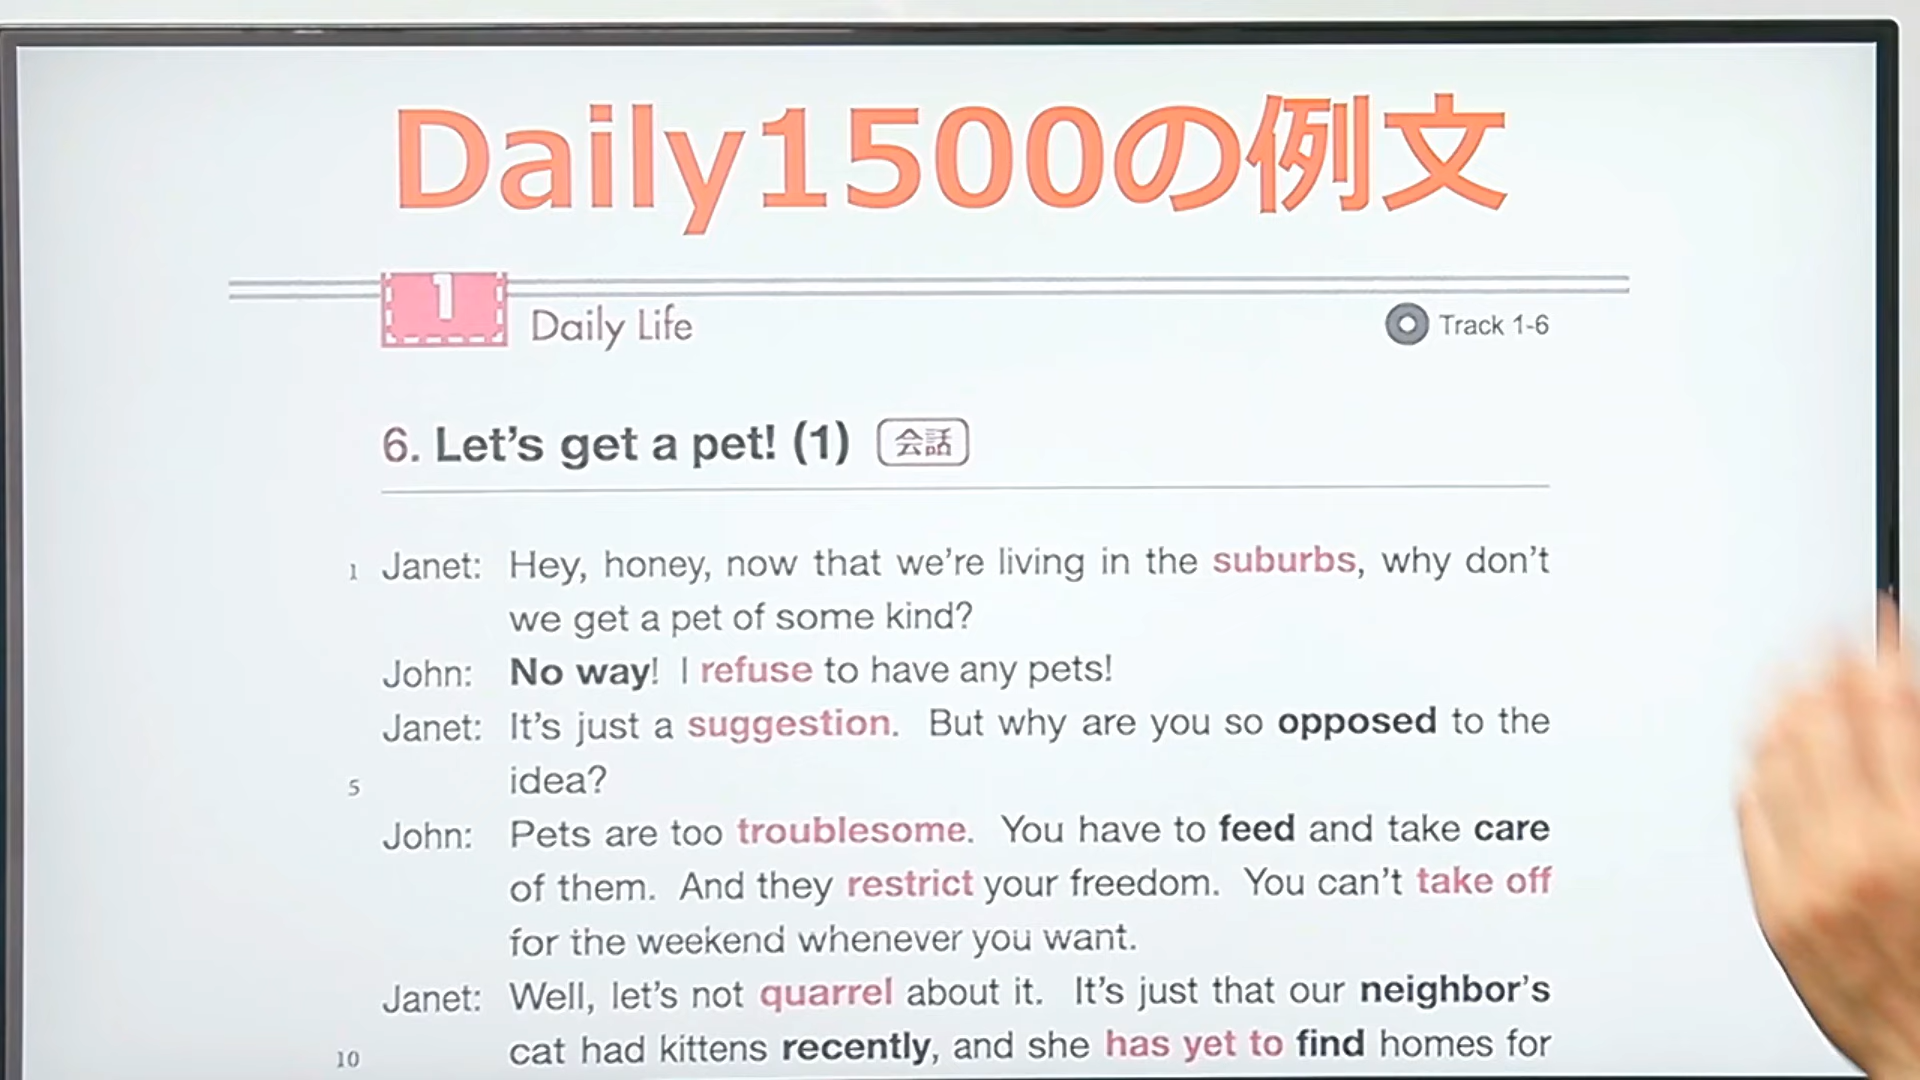 Daily1500の例文
1 Daily Life Track 1-6
6. Let's get a pet! (1) 会話
1 Janet: Hey, honey, now that we're living in the suburbs, why don't
we get a pet of some kind?
John: No way! I refuse to have any pets!
Janet: It's just a suggestion. But why are you so opposed to the
5 idea?
John: Pets are too troublesome. You have to feed and take care
of them. And they restrict your freedom. You can't take off
for the weekend whenever you want.
Janet: Well, let's not quarrel about it. It's just that our neighbor's
10 cat had kittens recently, and she has yet to find homes for